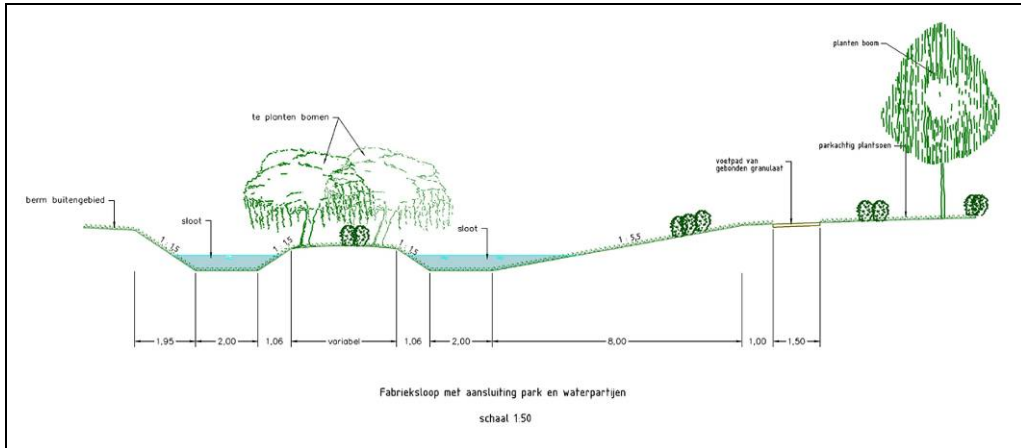 planten boom
te planten bomen
parkachtig plantsoen
voetpad van
gebonden granulaat
berm buitengebied
sloot
sloot
1 : 1,5
1 : 1,5
1 : 1,5
1 : 5,5
1,95
2,00
1,06
variabel
1,06
2,00
8,00
1,00
1,50
Fabrieksloop met aansluiting park en waterpartijen
schaal 1:50